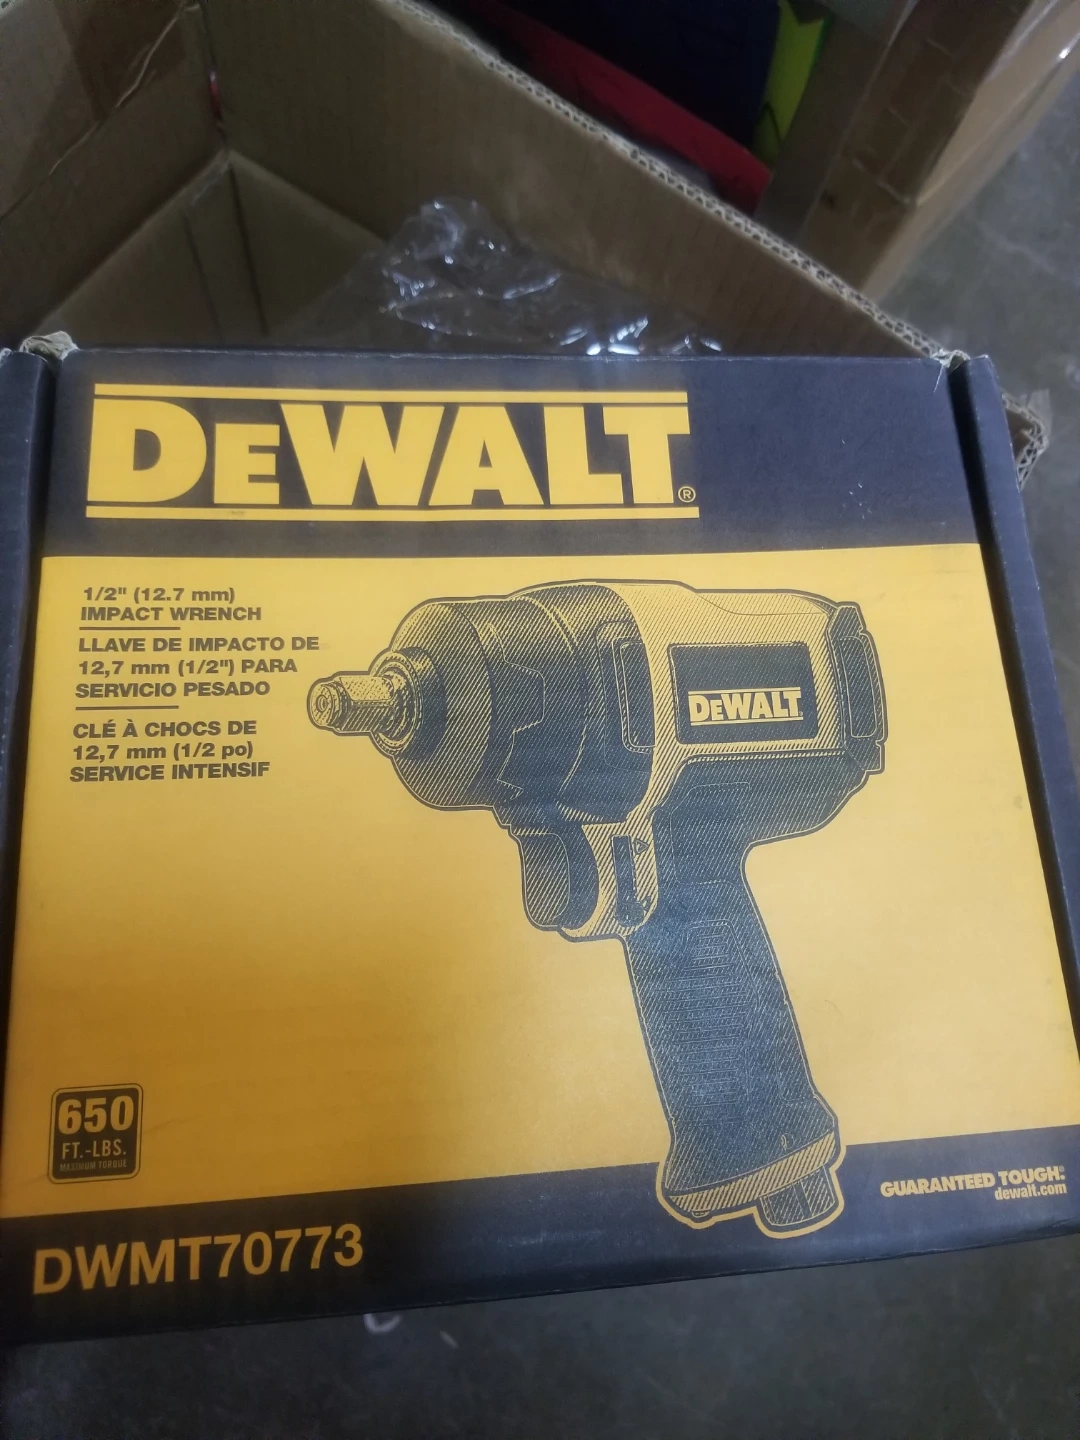 DEWALT®
1/2" (12.7 mm)
IMPACT WRENCH
LLAVE DE IMPACTO DE
12,7 mm (1/2") PARA
SERVICIO PESADO
CLÉ À CHOCS DE
12,7 mm (1/2 po)
SERVICE INTENSIF
DEWALT
650
FT.-LBS.
MAXIMUM TORQUE
GUARANTEED TOUGH®
dewalt.com
DWMT70773